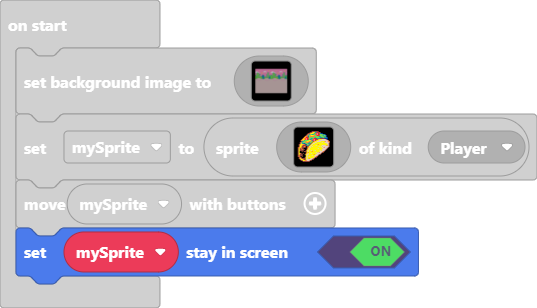 on start
set background image to
set mySprite to sprite of kind Player
move mySprite with buttons
set mySprite stay in screen ON